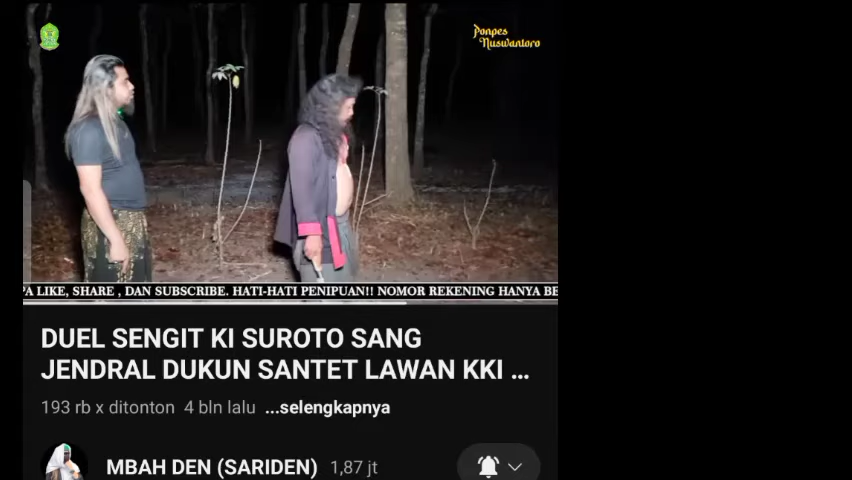 Ponpes
Nuswantoro
A LIKE, SHARE , DAN SUBSCRIBE. HATI-HATI PENIPUAN!! NOMOR REKENING HANYA BE
DUEL SENGIT KI SUROTO SANG
JENDRAL DUKUN SANTET LAWAN KKI ...
193 rb x ditonton 4 bln lalu ...selengkapnya
MBAH DEN (SARIDEN) 1,87 jt